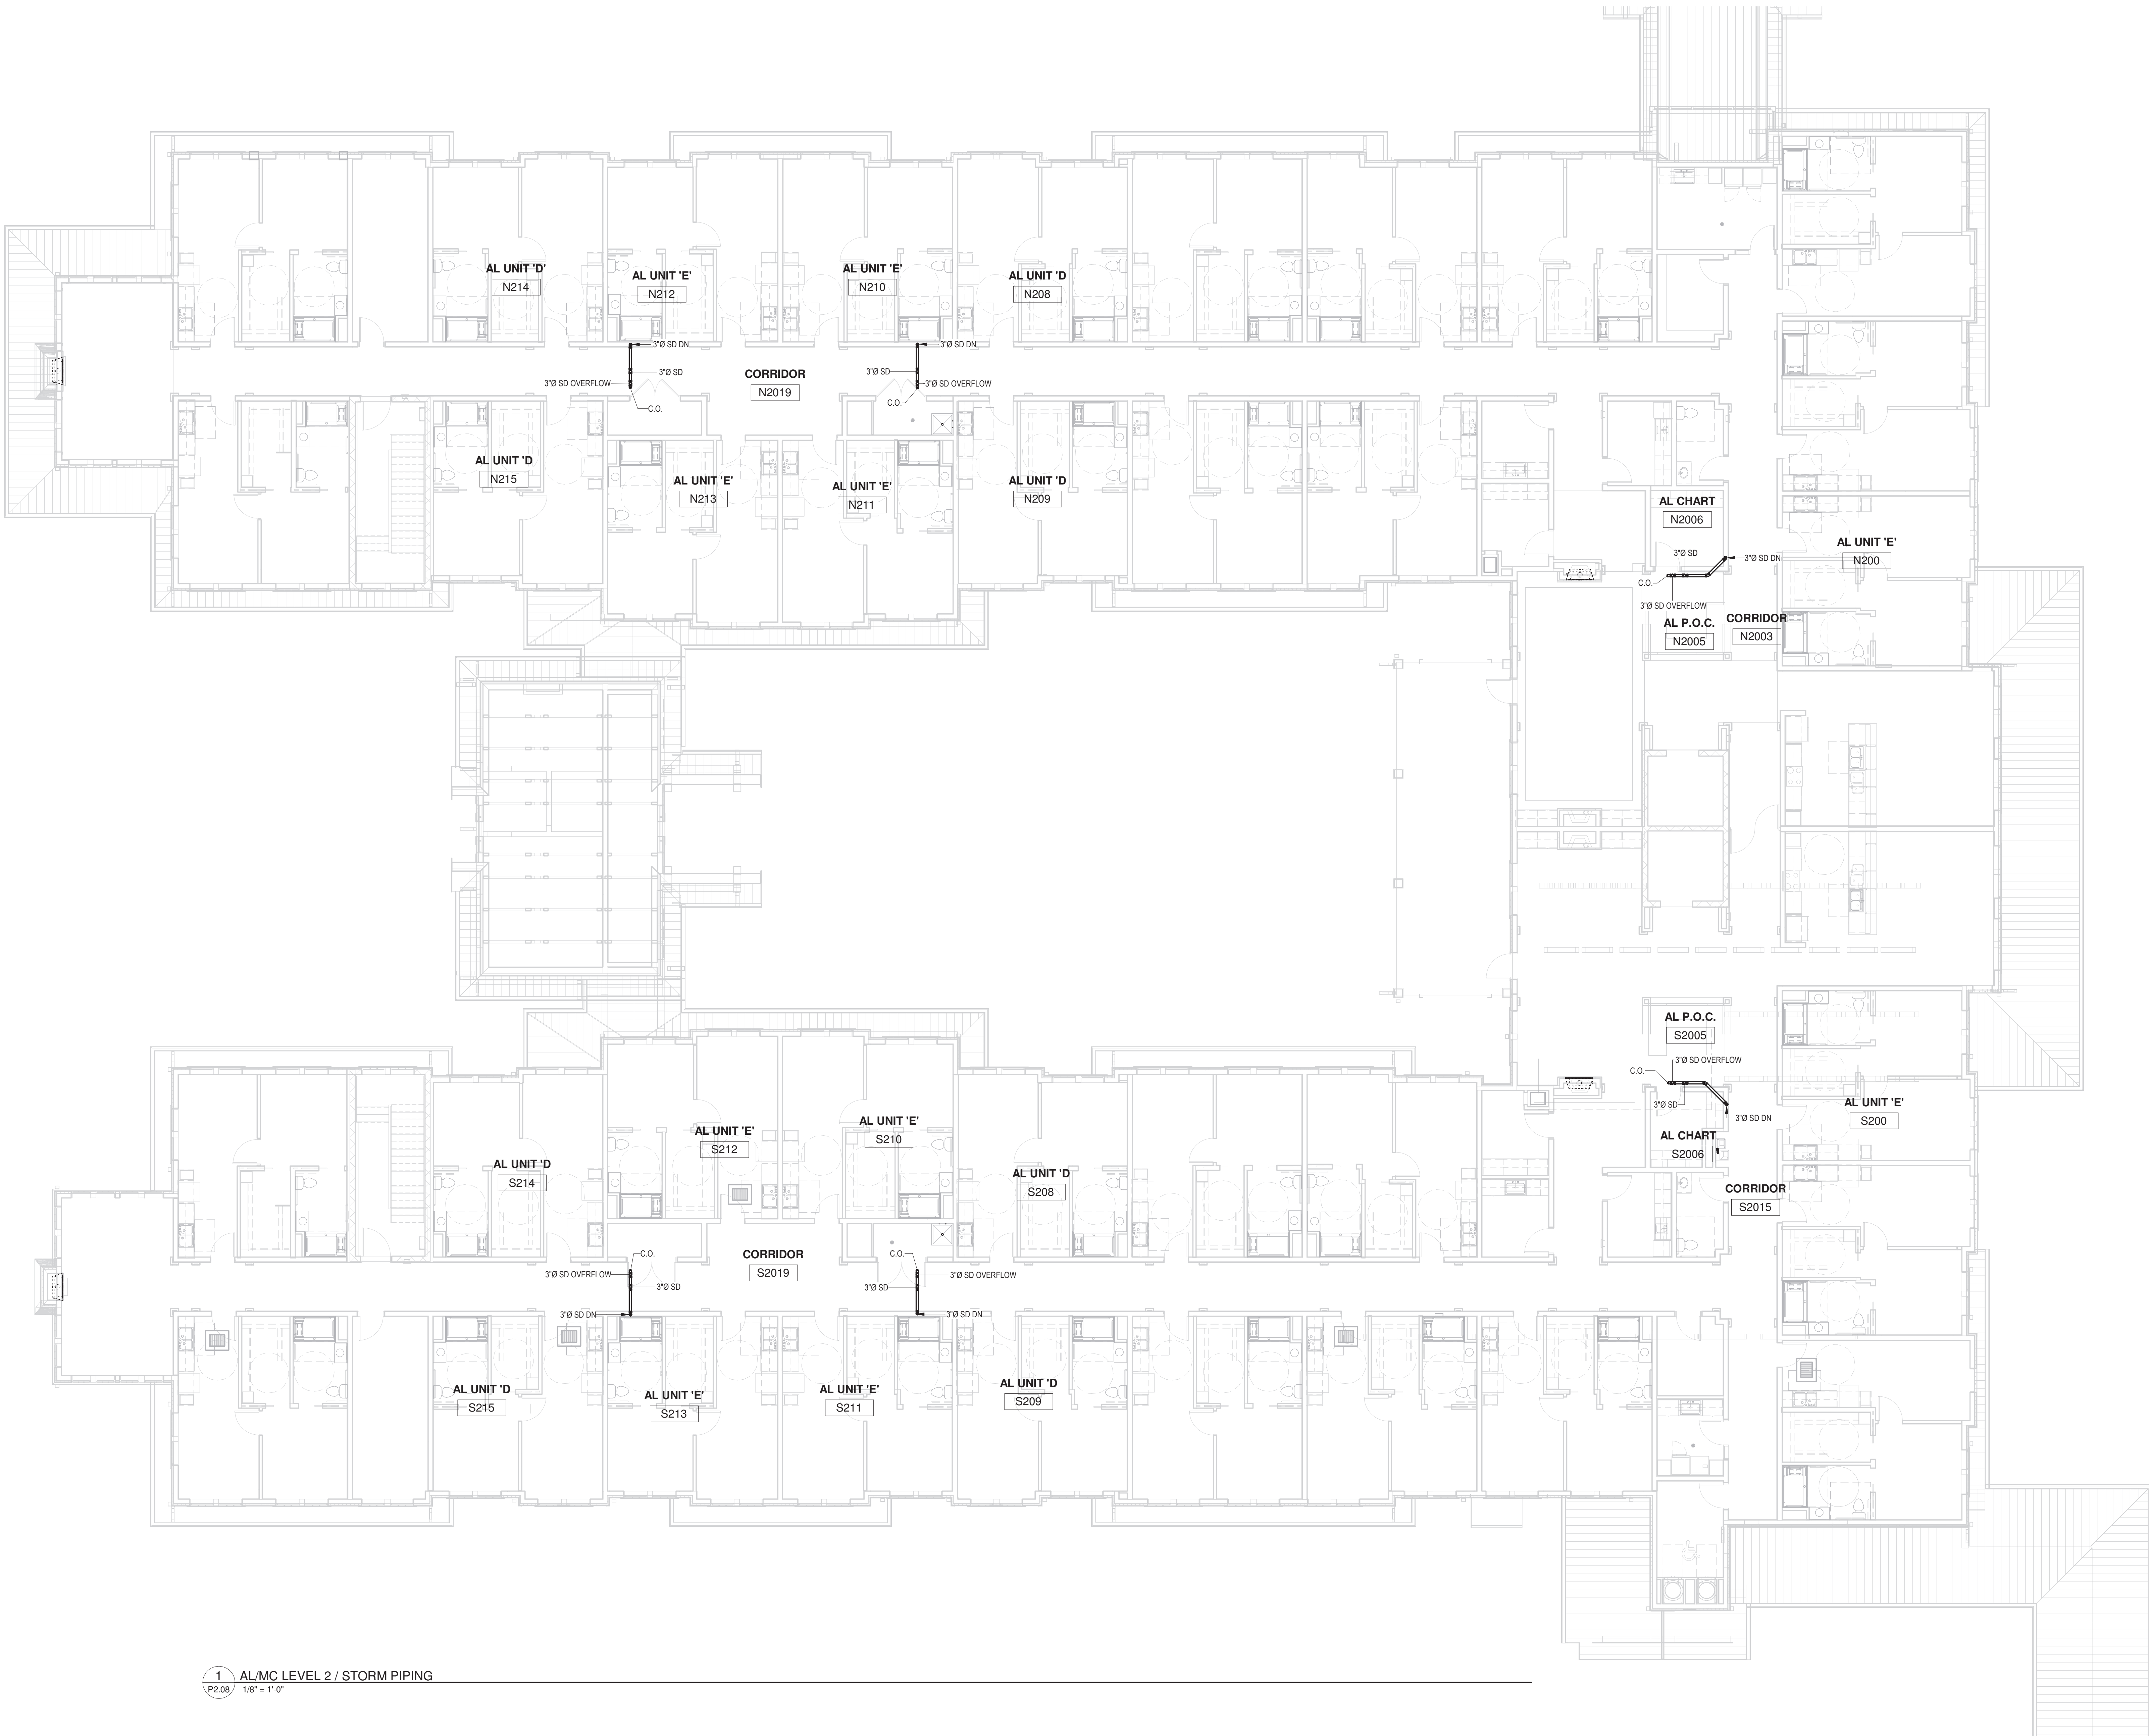 AL UNIT 'D'
N214
AL UNIT 'E'
N212
AL UNIT 'E'
N210
AL UNIT 'D
N208
3"Ø SD DN
3"Ø SD
3"Ø SD OVERFLOW
C.O.
CORRIDOR
N2019
3"Ø SD DN
3"Ø SD
3"Ø SD OVERFLOW
C.O.
AL UNIT 'D
N215
AL UNIT 'E'
N213
AL UNIT 'E'
N211
AL UNIT 'D
N209
AL CHART
N2006
AL UNIT 'E'
N200
3"Ø SD
3"Ø SD DN
C.O.
3"Ø SD OVERFLOW
AL P.O.C.
N2005
CORRIDOR
N2003
AL P.O.C.
S2005
3"Ø SD OVERFLOW
C.O.
3"Ø SD
3"Ø SD DN
AL UNIT 'E'
S200
AL CHART
S2006
CORRIDOR
S2015
AL UNIT 'D
S214
AL UNIT 'E'
S212
AL UNIT 'E'
S210
AL UNIT 'D
S208
C.O.
3"Ø SD OVERFLOW
3"Ø SD
3"Ø SD DN
CORRIDOR
S2019
C.O.
3"Ø SD OVERFLOW
3"Ø SD
3"Ø SD DN
AL UNIT 'D
S215
AL UNIT 'E'
S213
AL UNIT 'E'
S211
AL UNIT 'D
S209
1
P2.08
AL/MC LEVEL 2 / STORM PIPING
1/8" = 1'-0"